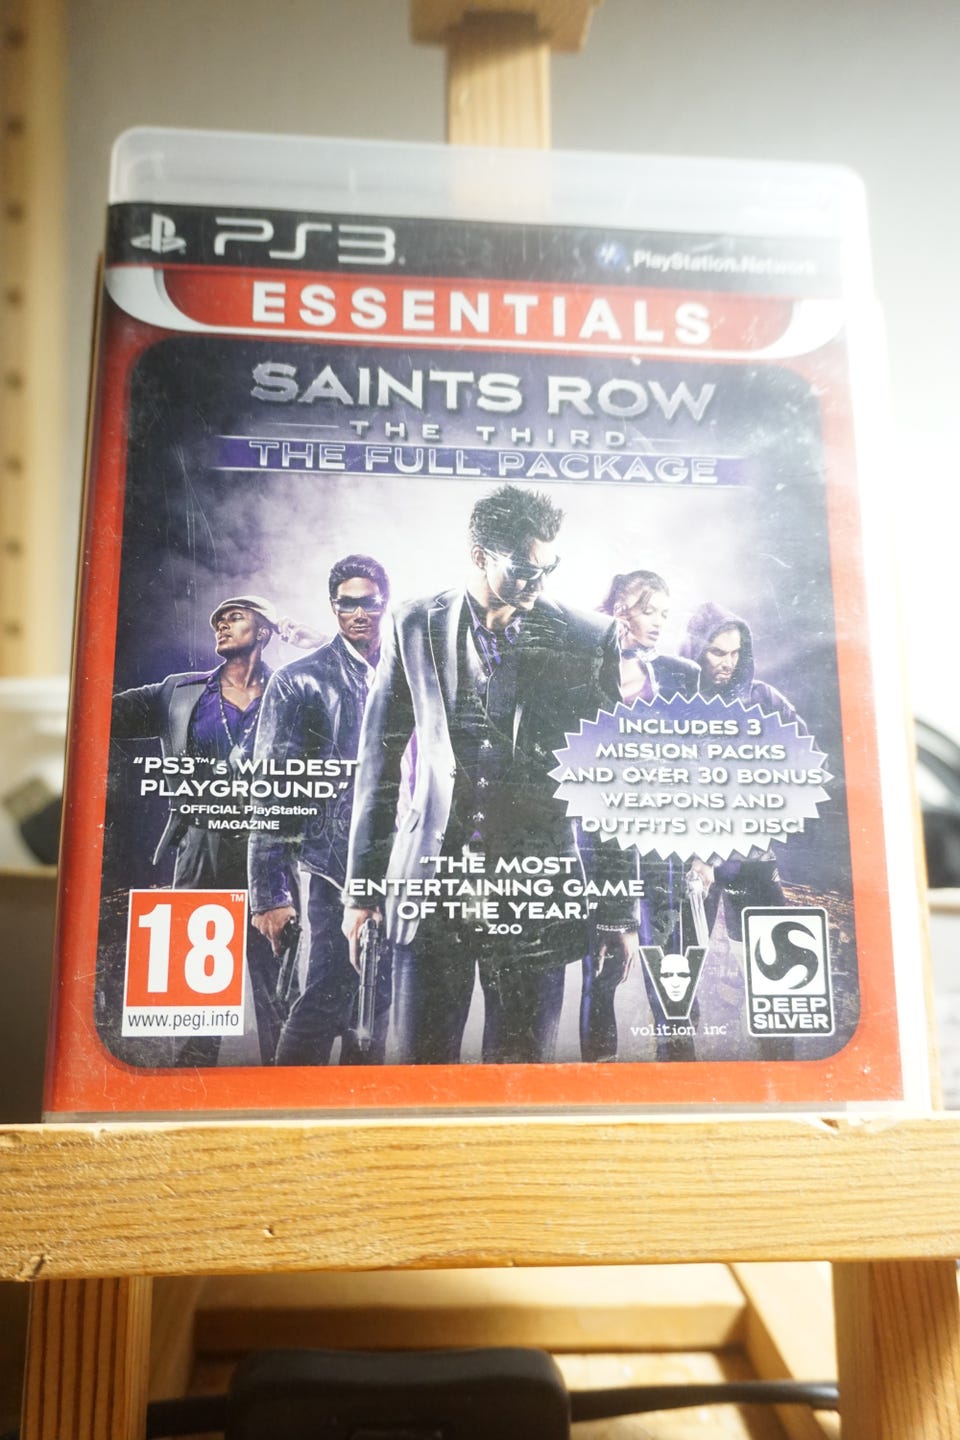 PS3
PlayStation Network
ESSENTIALS
SAINTS ROW
THE THIRD
THE FULL PACKAGE
INCLUDES 3
MISSION PACKS
AND OVER 30 BONUS
WEAPONS AND
OUTFITS ON DISC!
"PS3™'s WILDEST
PLAYGROUND."
- OFFICIAL PlayStation
MAGAZINE
"THE MOST
ENTERTAINING GAME
OF THE YEAR."
- ZOO
18™
www.pegi.info
volition inc
DEEP
SILVER